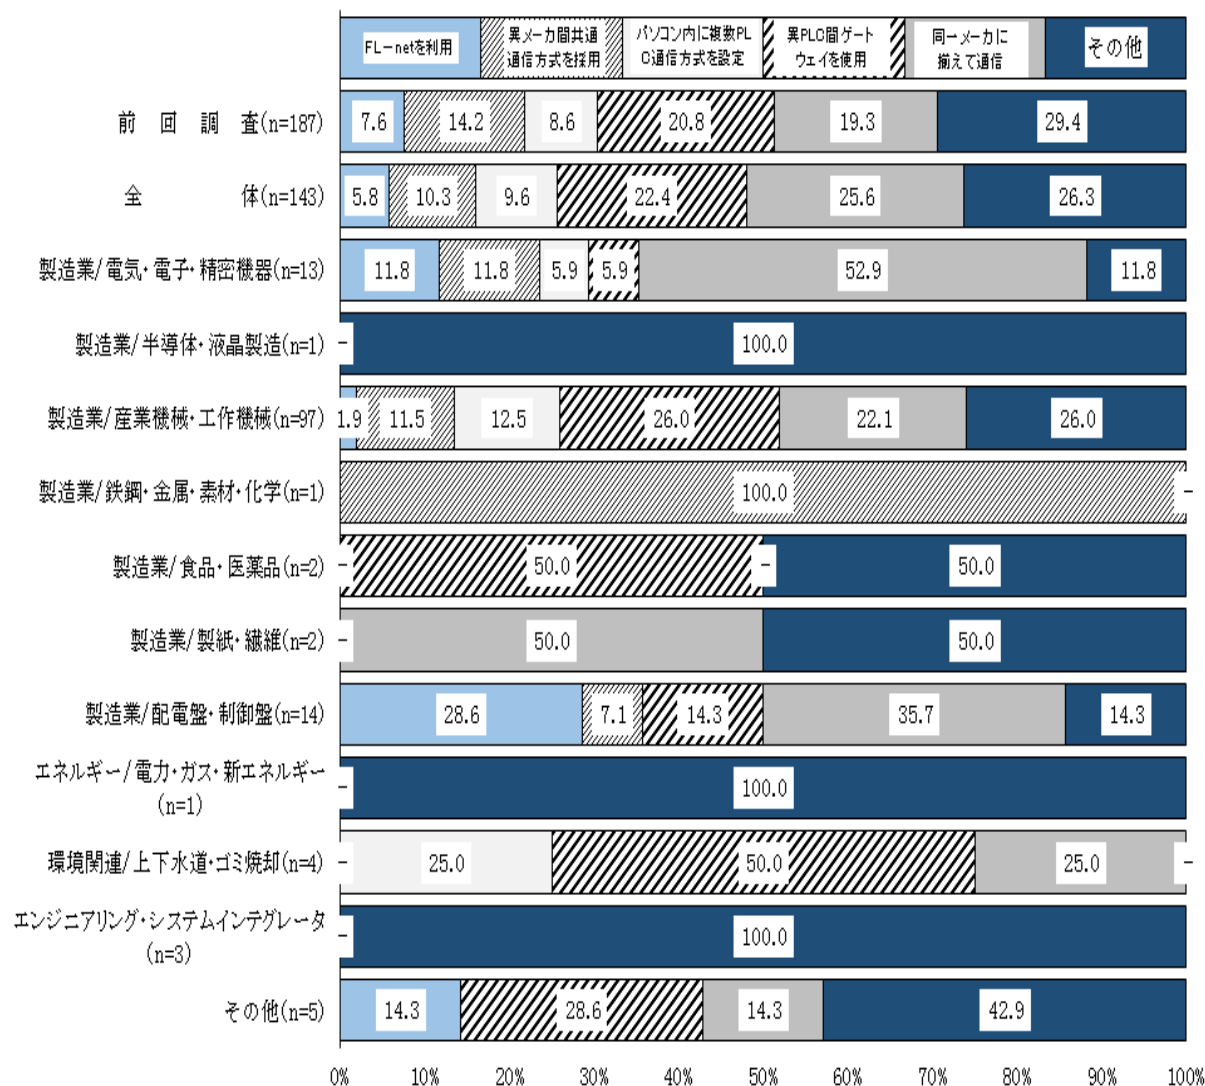 FL－netを利用
異メーカ間共通
通信方式を採用
パソコン内に複数PL
C通信方式を設定
異PLC間ゲート
ウェイを使用
同一メーカに
揃えて通信
その他
前　回　調　査(n=187) 7.6 14.2 8.6 20.8 19.3 29.4
全　　　　体(n=143) 5.8 10.3 9.6 22.4 25.6 26.3
製造業/電気・電子・精密機器(n=13) 11.8 11.8 5.9 5.9 52.9 11.8
製造業/半導体・液晶製造(n=1) - 100.0
製造業/産業機械・工作機械(n=97) 1.9 11.5 12.5 26.0 22.1 26.0
製造業/鉄鋼・金属・素材・化学(n=1) 100.0 -
製造業/食品・医薬品(n=2) - 50.0 - 50.0
製造業/製紙・繊維(n=2) - 50.0 50.0
製造業/配電盤・制御盤(n=14) 28.6 7.1 14.3 35.7 14.3
エネルギー/電力・ガス・新エネルギー
(n=1) - 100.0
環境関連/上下水道・ゴミ焼却(n=4) - 25.0 50.0 25.0 -
エンジニアリング・システムインテグレータ
(n=3) - 100.0
その他(n=5) 14.3 28.6 14.3 42.9
0% 10% 20% 30% 40% 50% 60% 70% 80% 90% 100%